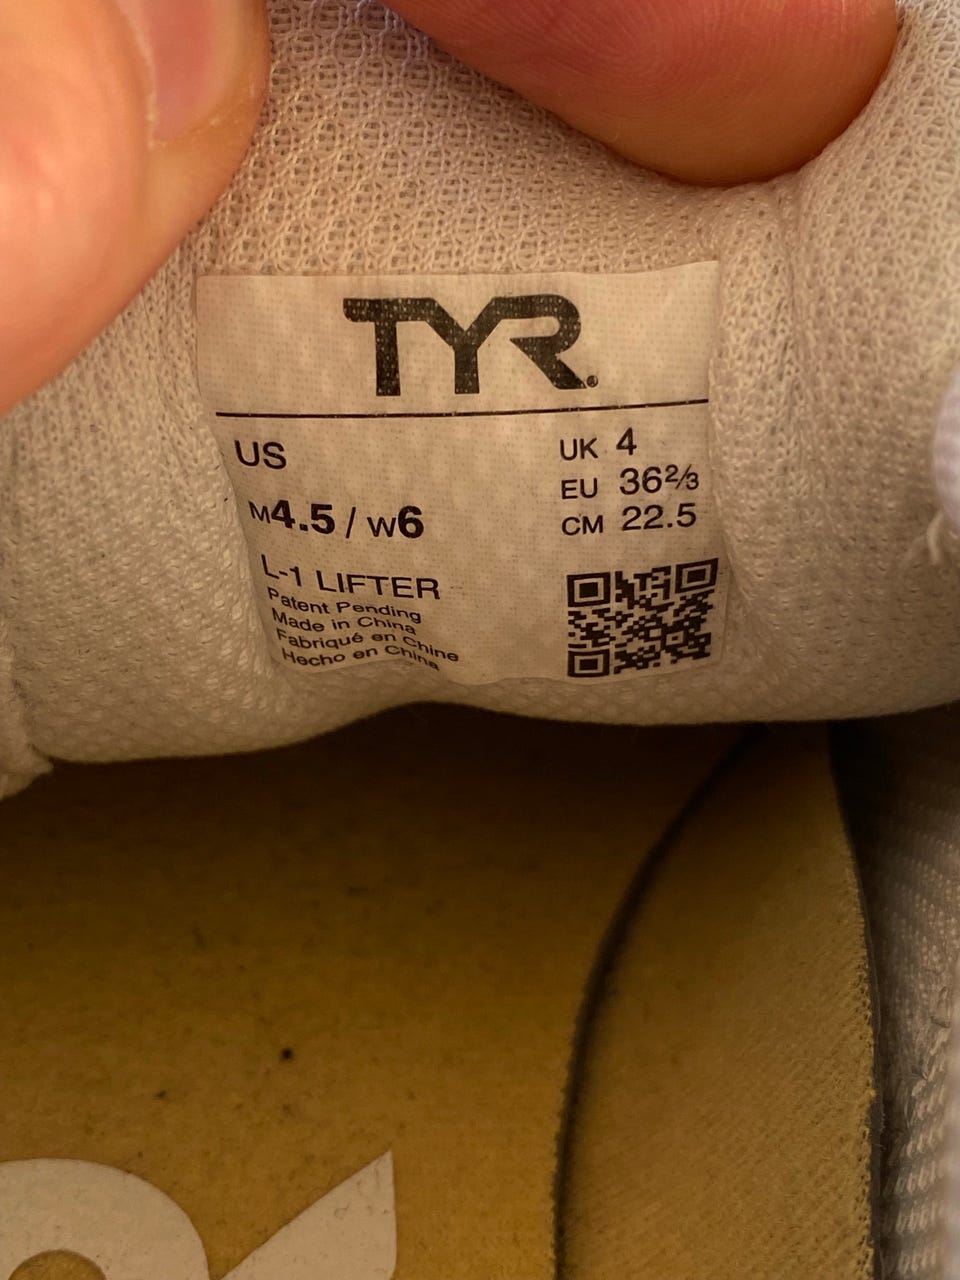 TYR
US
M4.5 / W6
UK 4
EU 36⅔
CM 22.5
L-1 LIFTER
Patent Pending
Made in China
Fabriqué en Chine
Hecho en China